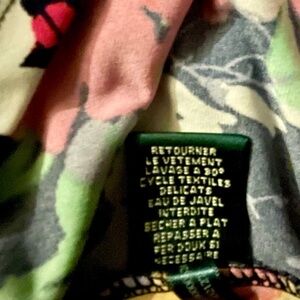 RETOURNER
LE VETEMENT
LAVAGE A 30°
CYCLE TEXTILES
DELICATS
EAU DE JAVEL
INTERDITE
SECHER A PLAT
REPASSER A
FER DOUX SI
NECESSAIRE